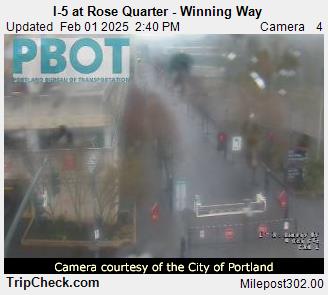 I-5 at Rose Quarter - Winning Way
Updated Feb 01 2025 2:40 PM Camera 4
PBOT
PORTLAND BUREAU OF TRANSPORTATION
Camera courtesy of the City of Portland
TripCheck.com Milepost302.00